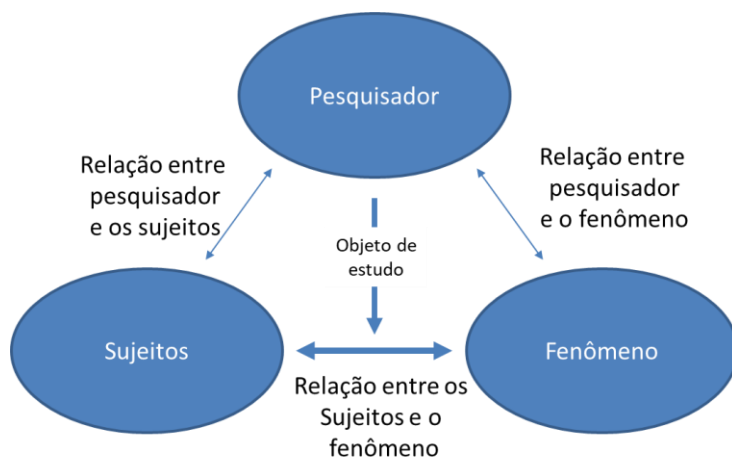 Pesquisador
Relação entre
pesquisador
e os sujeitos
Relação entre
pesquisador
e o fenômeno
Objeto de
estudo
Sujeitos
Fenômeno
Relação entre os
Sujeitos e o
fenômeno